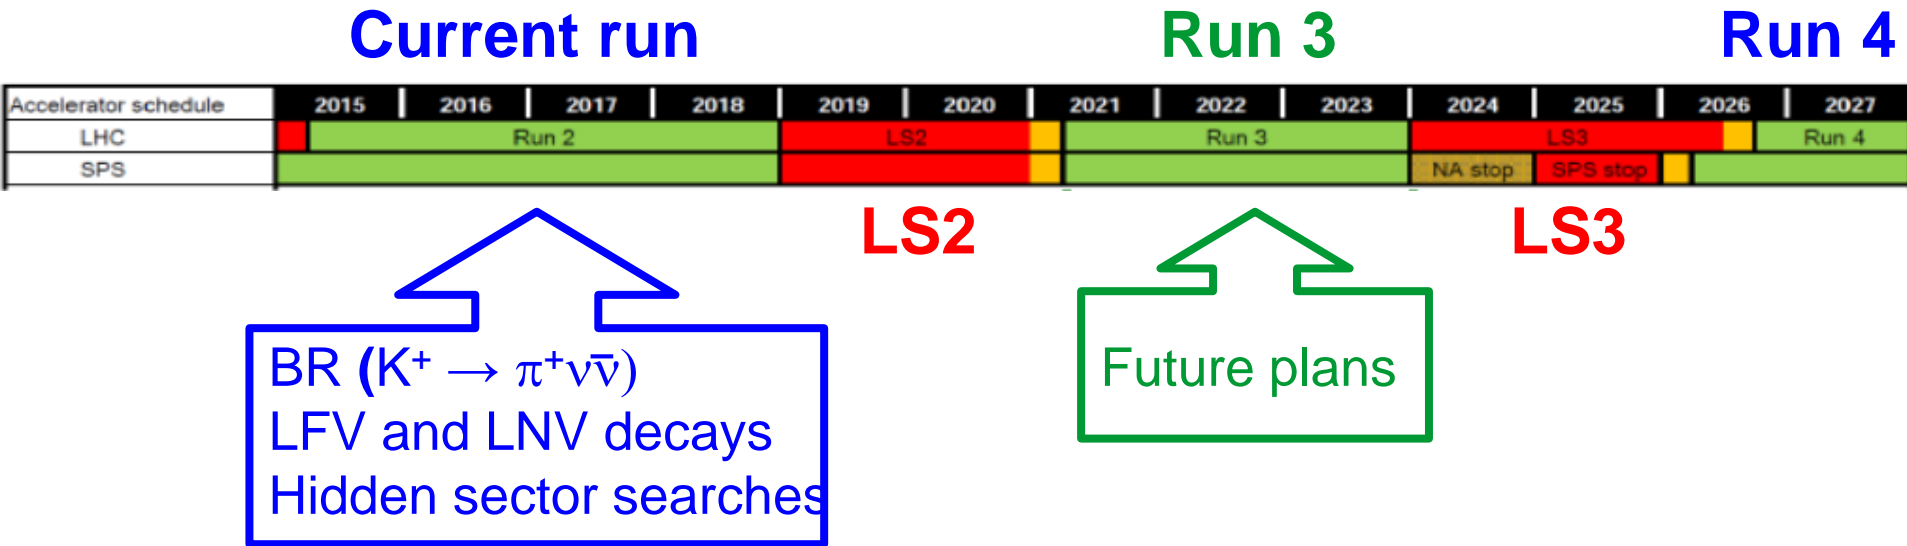 Current run Run 3 Run 4
Accelerator schedule 2015 2016 2017 2018 2019 2020 2021 2022 2023 2024 2025 2026 2027
LHC Run 2 LS2 Run 3 LS3 Run 4
SPS NA stop SPS stop
LS2 LS3
BR (K⁺ → π⁺νν̅)
LFV and LNV decays
Hidden sector searches
Future plans